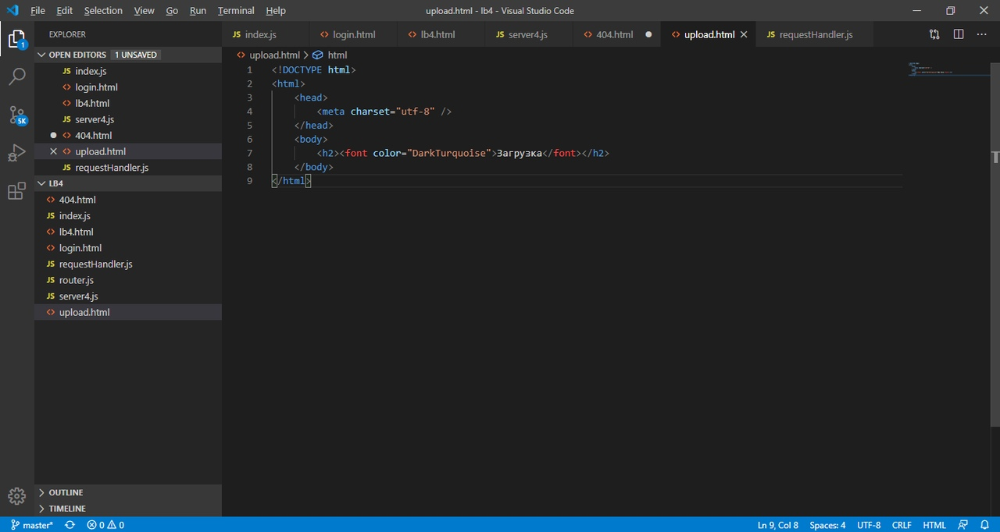 File Edit Selection View Go Run Terminal Help upload.html - lb4 - Visual Studio Code
EXPLORER
JS index.js <> login.html <> lb4.html JS server4.js <> 404.html <> upload.html JS requestHandler.js
OPEN EDITORS 1 UNSAVED
JS index.js
<> login.html
<> lb4.html
JS server4.js
<> 404.html
<> upload.html
JS requestHandler.js
LB4
<> 404.html
JS index.js
<> lb4.html
<> login.html
JS requestHandler.js
JS router.js
JS server4.js
<> upload.html
OUTLINE
TIMELINE
1
5K
<> upload.html > html
1 <!DOCTYPE html>
2 <html>
3 <head>
4 <meta charset="utf-8" />
5 </head>
6 <body>
7 <h2><font color="DarkTurquoise">Загрузка</font></h2>
8 </body>
9 </html>
master* 0 0 Ln 9, Col 8 Spaces: 4 UTF-8 CRLF HTML